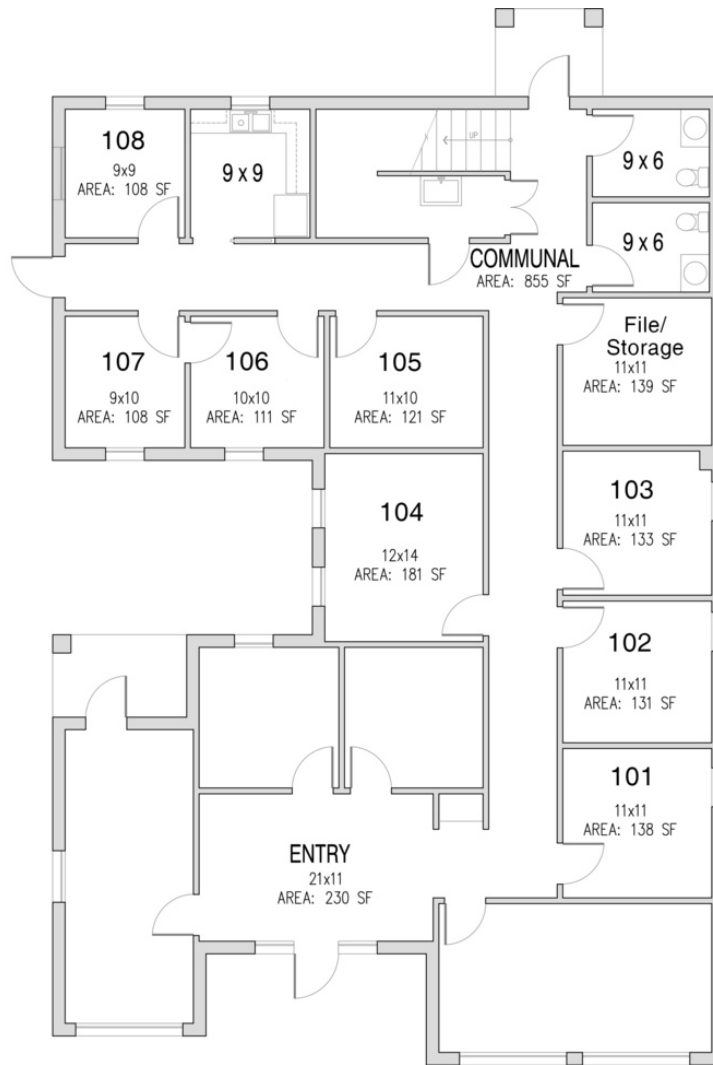 108
9x9
AREA: 108 SF
9 x 9
UP
9 x 6
9 x 6
COMMUNAL
AREA: 855 SF
107
9x10
AREA: 108 SF
106
10x10
AREA: 111 SF
105
11x10
AREA: 121 SF
File/
Storage
11x11
AREA: 139 SF
104
12x14
AREA: 181 SF
103
11x11
AREA: 133 SF
102
11x11
AREA: 131 SF
101
11x11
AREA: 138 SF
ENTRY
21x11
AREA: 230 SF